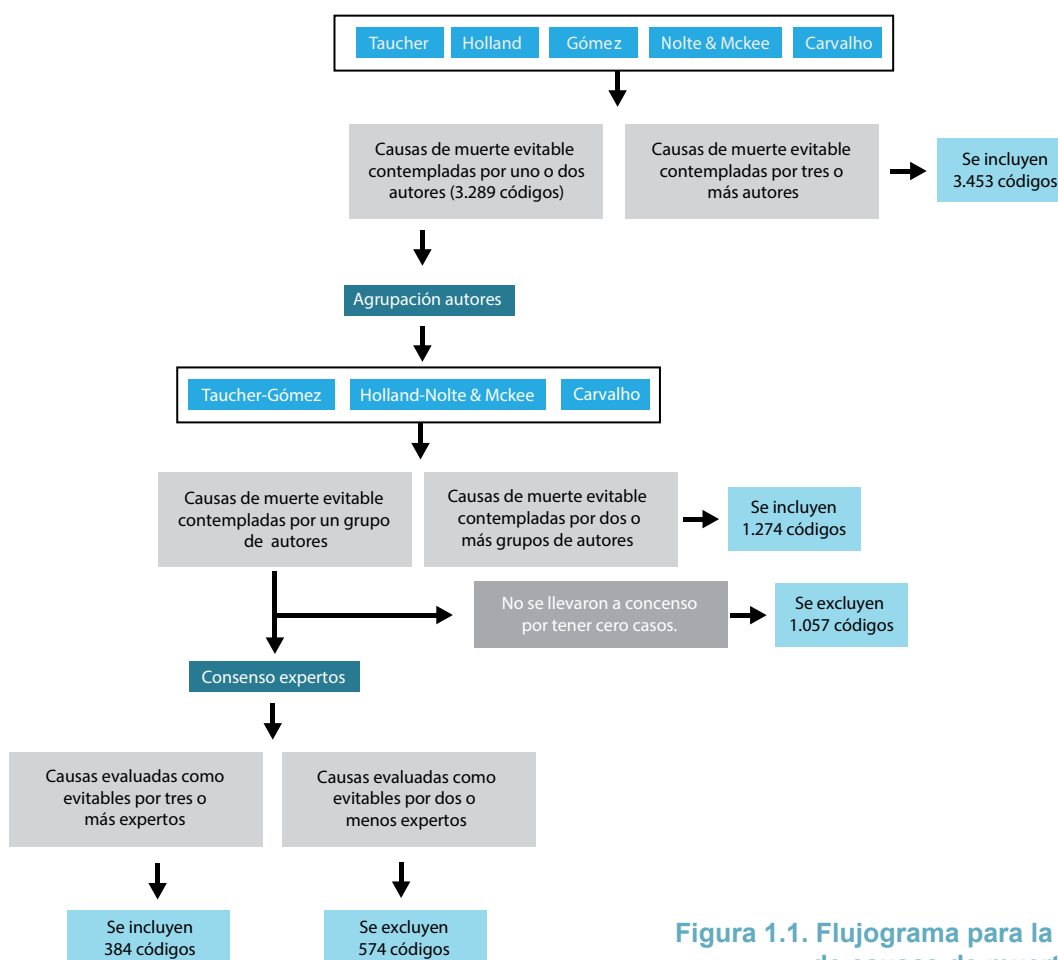 Taucher
Holland
Gómez
Nolte & Mckee
Carvalho
Causas de muerte evitable
contempladas por uno o dos
autores (3.289 códigos)
Causas de muerte evitable
contempladas por tres o
más autores
Se incluyen
3.453 códigos
Agrupación autores
Taucher-Gómez
Holland-Nolte & Mckee
Carvalho
Causas de muerte evitable
contempladas por un grupo
de autores
Causas de muerte evitable
contempladas por dos o
más grupos de autores
Se incluyen
1.274 códigos
No se llevaron a concenso
por tener cero casos.
Se excluyen
1.057 códigos
Consenso expertos
Causas evaluadas como
evitables por tres o
más expertos
Causas evaluadas como
evitables por dos o
menos expertos
Se incluyen
384 códigos
Se excluyen
574 códigos
Figura 1.1. Flujograma para la
de causa de muert